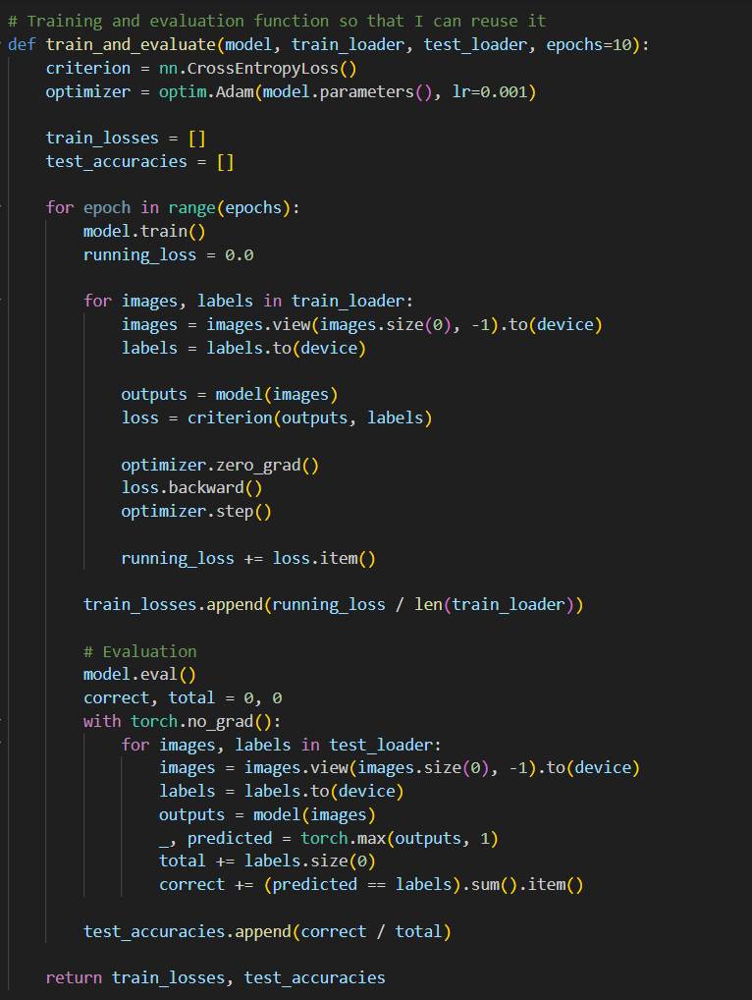 # Training and evaluation function so that I can reuse it
def train_and_evaluate(model, train_loader, test_loader, epochs=10):
    criterion = nn.CrossEntropyLoss()
    optimizer = optim.Adam(model.parameters(), lr=0.001)

    train_losses = []
    test_accuracies = []

    for epoch in range(epochs):
        model.train()
        running_loss = 0.0

        for images, labels in train_loader:
            images = images.view(images.size(0), -1).to(device)
            labels = labels.to(device)

            outputs = model(images)
            loss = criterion(outputs, labels)

            optimizer.zero_grad()
            loss.backward()
            optimizer.step()

            running_loss += loss.item()

        train_losses.append(running_loss / len(train_loader))

        # Evaluation
        model.eval()
        correct, total = 0, 0
        with torch.no_grad():
            for images, labels in test_loader:
                images = images.view(images.size(0), -1).to(device)
                labels = labels.to(device)
                outputs = model(images)
                _, predicted = torch.max(outputs, 1)
                total += labels.size(0)
                correct += (predicted == labels).sum().item()

        test_accuracies.append(correct / total)

    return train_losses, test_accuracies